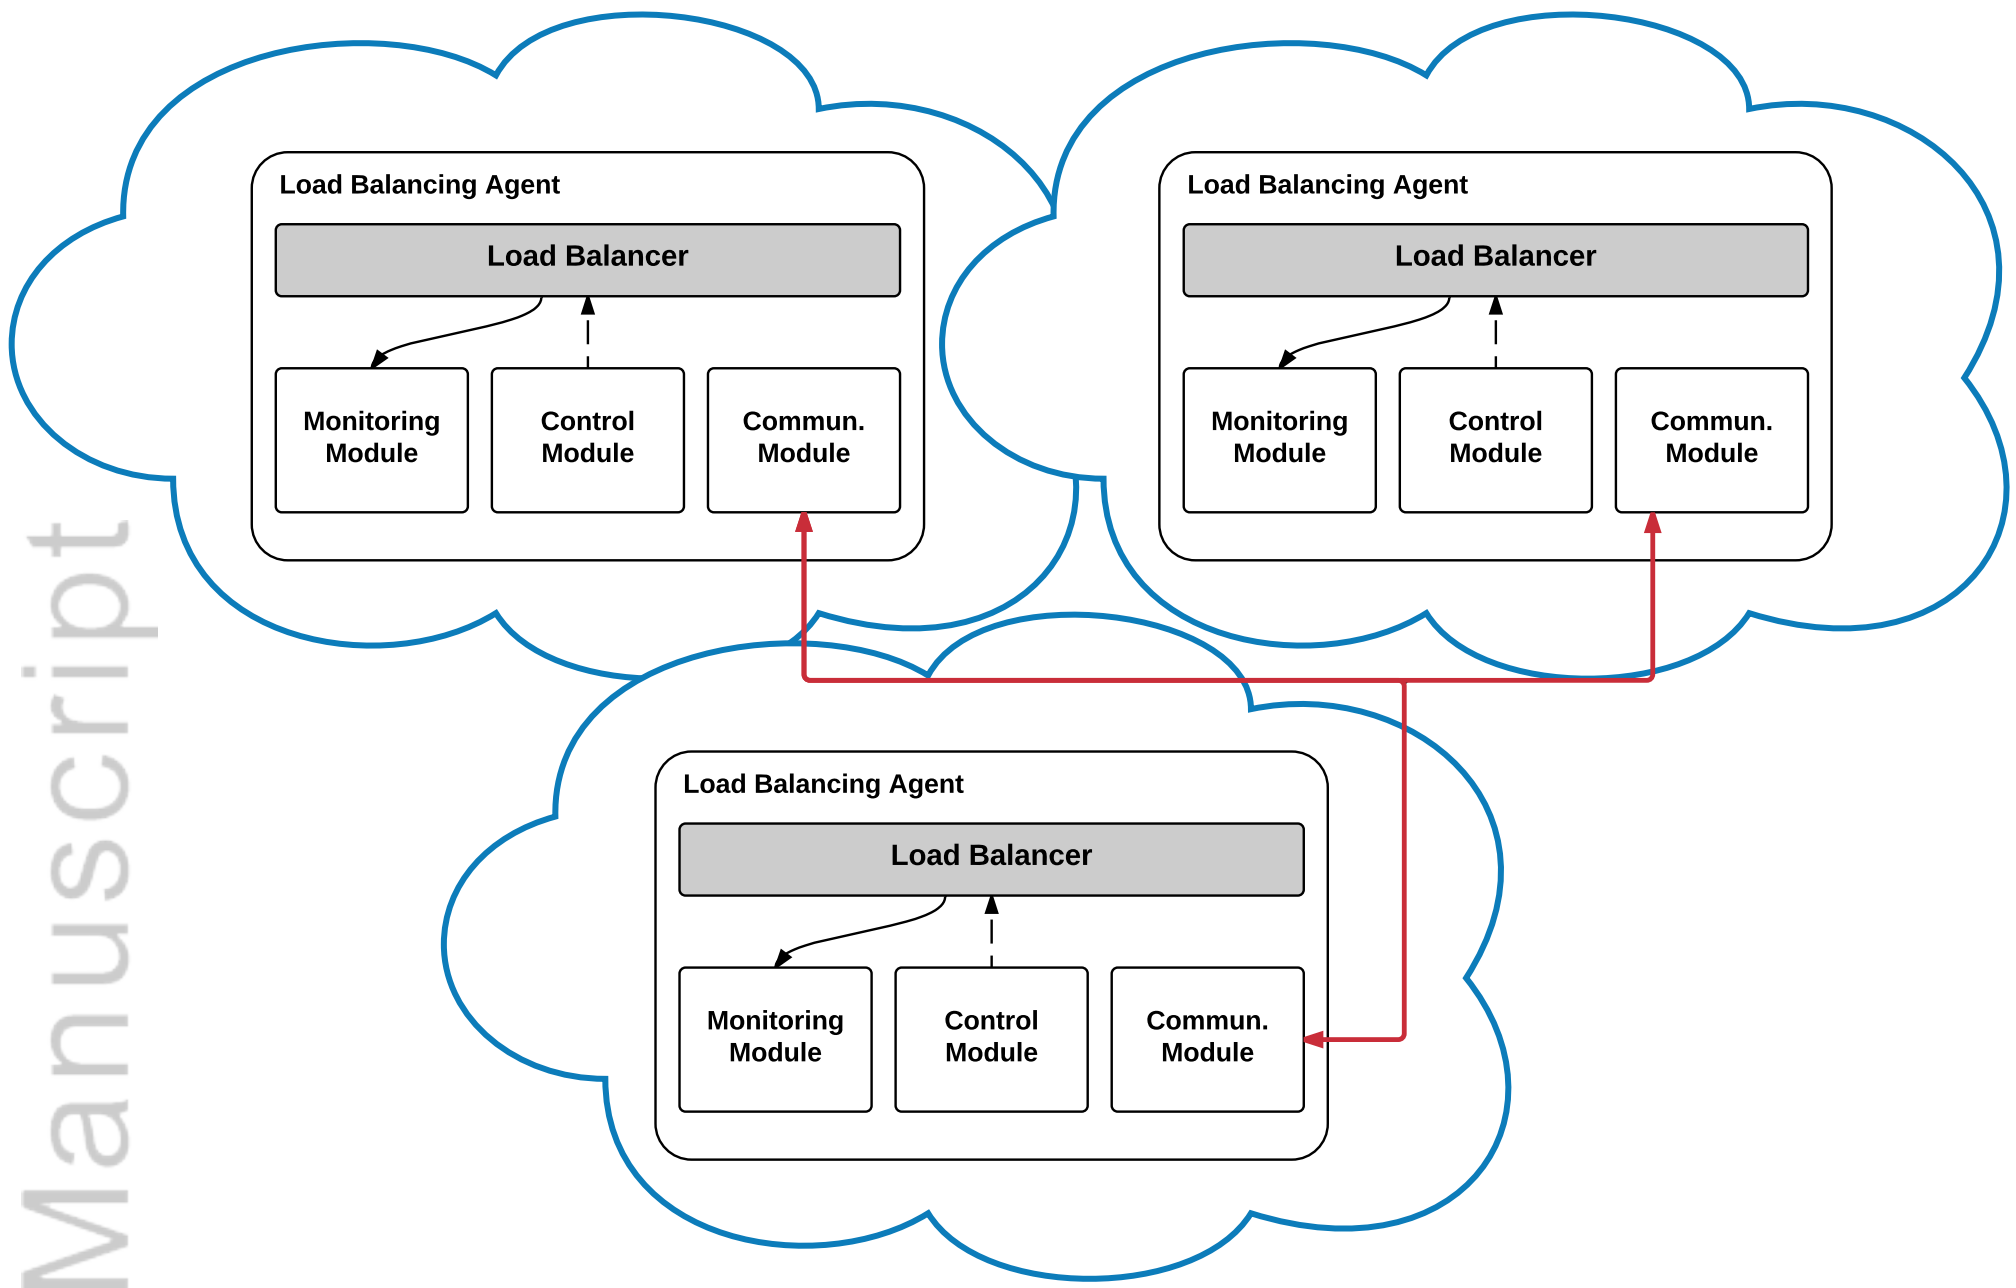 Load Balancing Agent
Load Balancer
Monitoring
Module
Control
Module
Commun.
Module
Load Balancing Agent
Load Balancer
Monitoring
Module
Control
Module
Commun.
Module
Load Balancing Agent
Load Balancer
Monitoring
Module
Control
Module
Commun.
Module
Manuscript